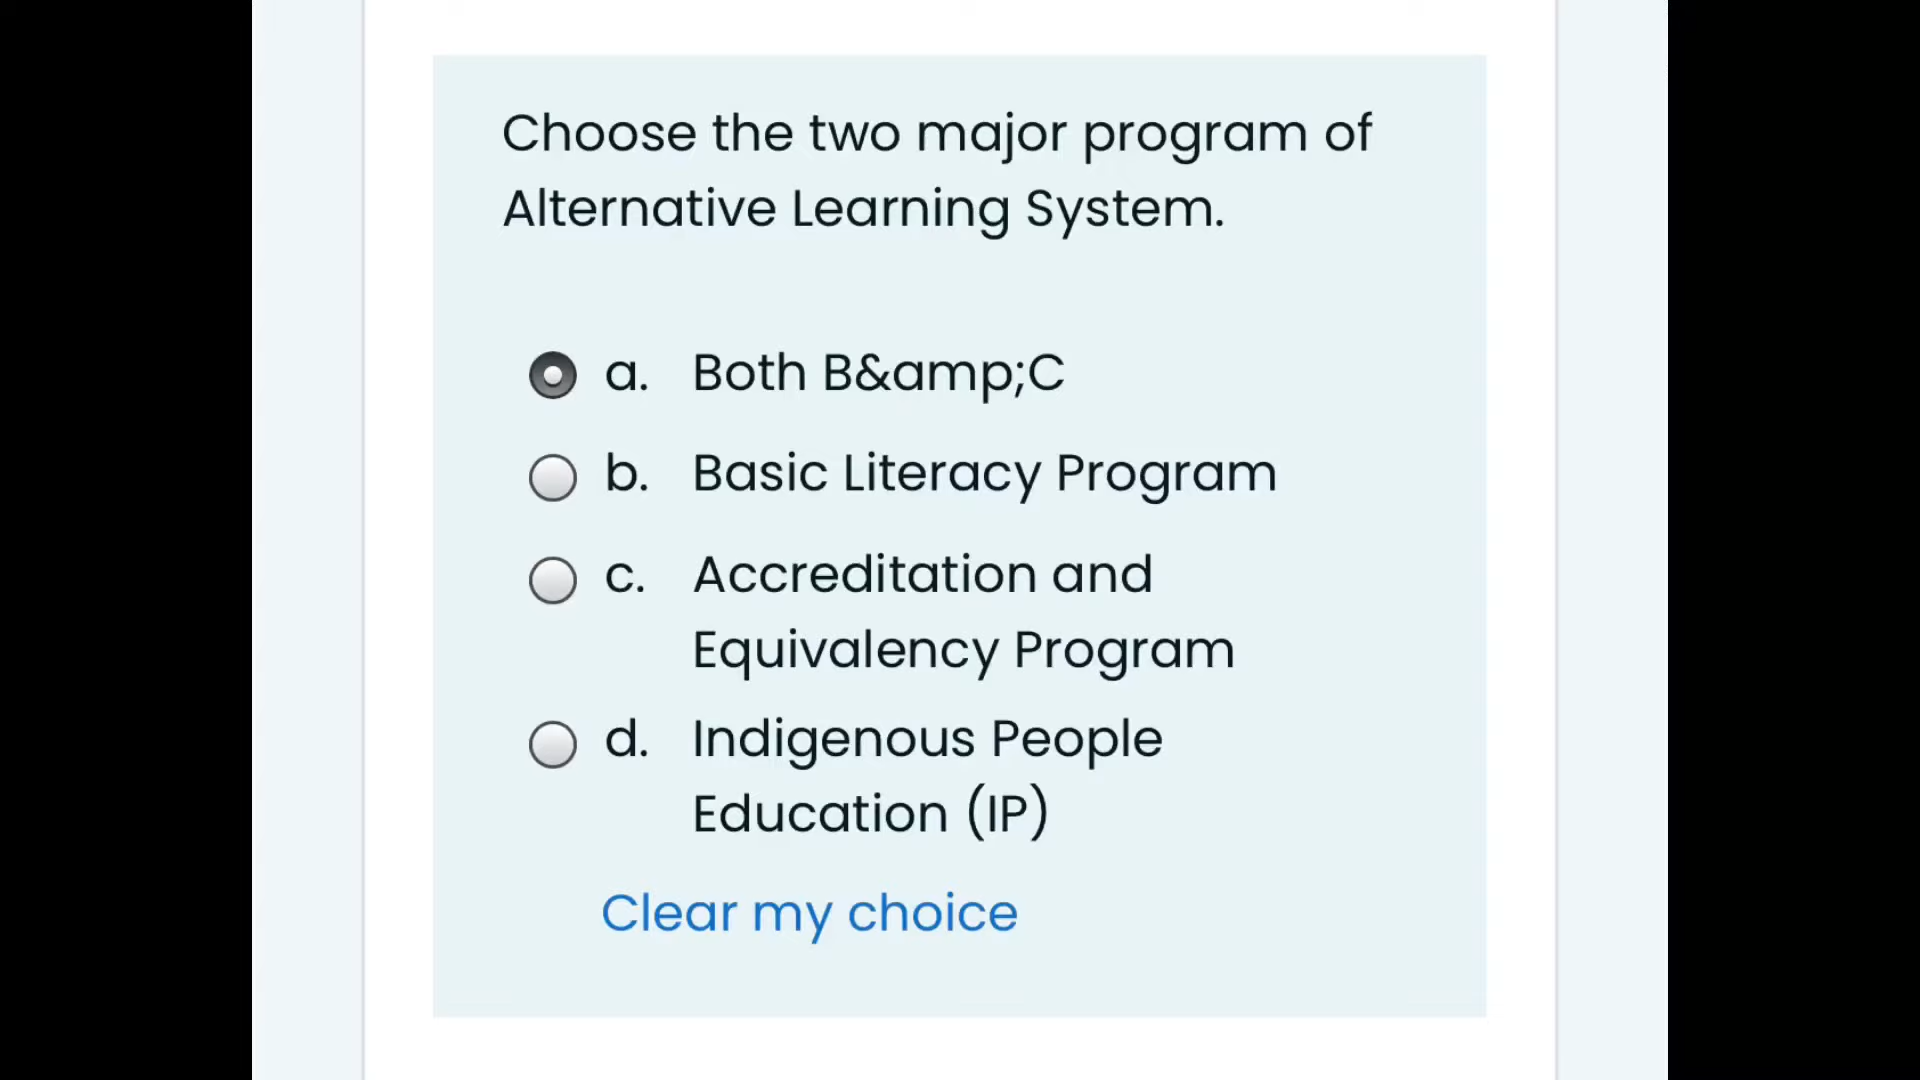 Choose the two major program of
Alternative Learning System.
a. Both B&amp;C
b. Basic Literacy Program
c. Accreditation and
Equivalency Program
d. Indigenous People
Education (IP)
Clear my choice